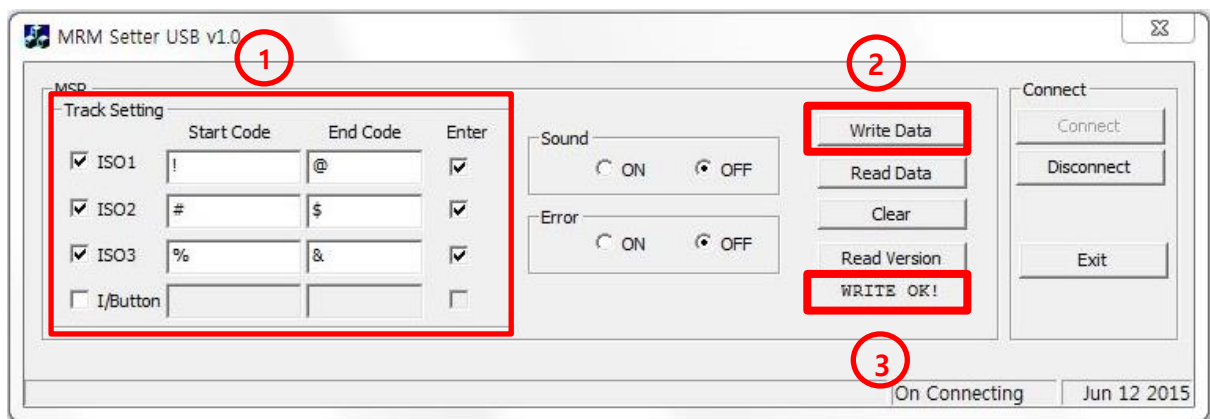 MRM Setter USB v1.0
1
2
MSR
Connect
Track Setting
Start Code End Code Enter
ISO1 ! @
ISO2 # $
ISO3 % &
I/Button
Sound
ON OFF
Error
ON OFF
Write Data
Read Data
Clear
Read Version
WRITE OK!
3
Connect
Disconnect
Exit
On Connecting Jun 12 2015